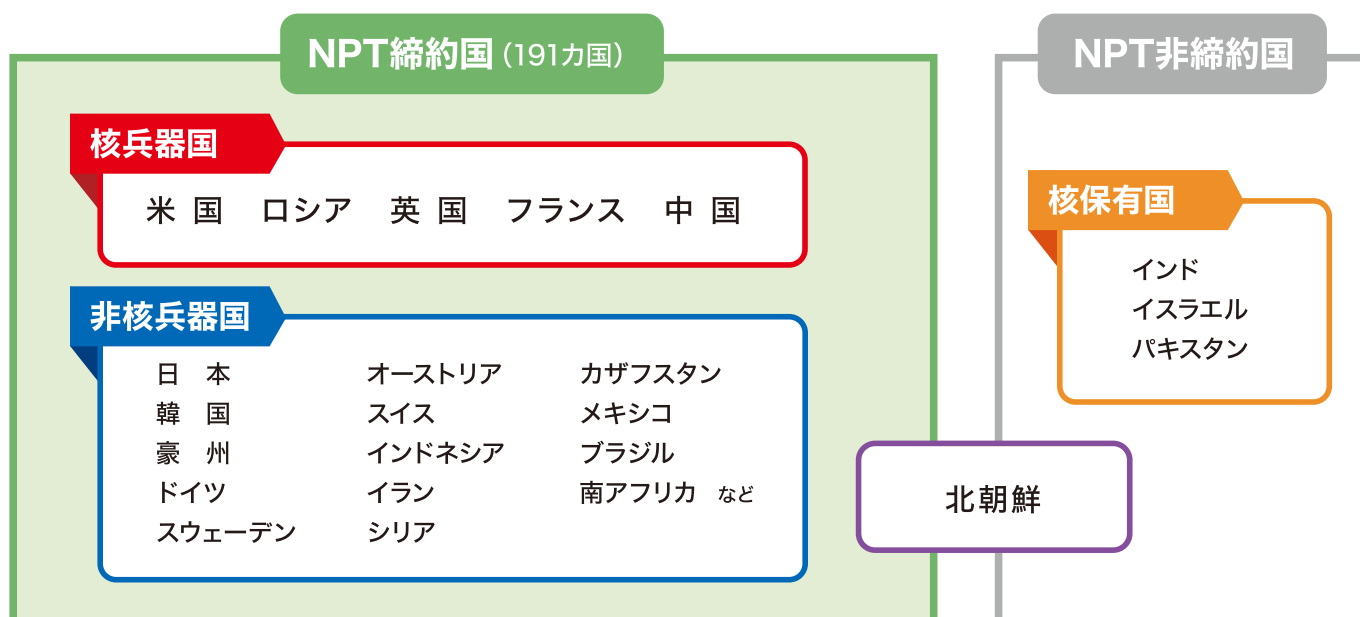 NPT締約国（191カ国）
核兵器国
米国 ロシア 英国 フランス 中国
非核兵器国
日本 オーストリア カザフスタン
韓国 スイス メキシコ
豪州 インドネシア ブラジル
ドイツ イラン 南アフリカ など
スウェーデン シリア
NPT非締約国
核保有国
インド
イスラエル
パキスタン
北朝鮮